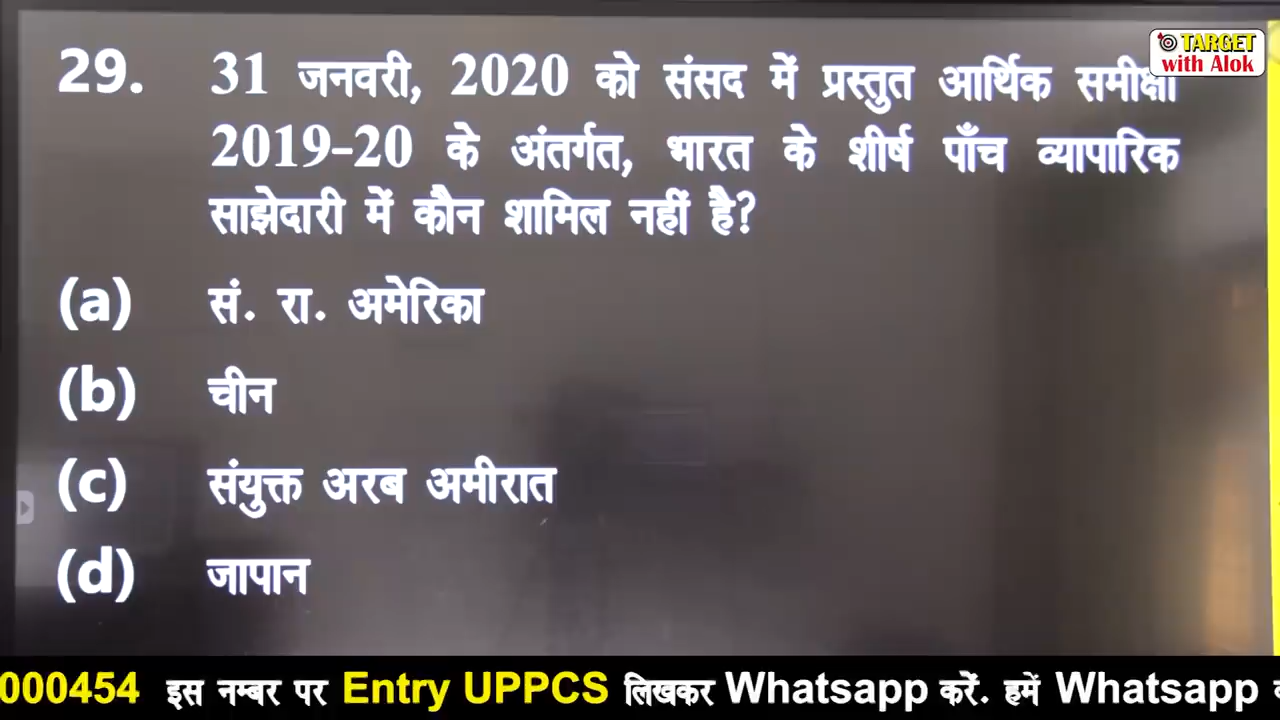 TARGET
with Alok
29. 31 जनवरी, 2020 को संसद में प्रस्तुत आर्थिक समीक्षा
2019-20 के अंतर्गत, भारत के शीर्ष पाँच व्यापारिक
साझेदारी में कौन शामिल नहीं है?
(a) सं. रा. अमेरिका
(b) चीन
(c) संयुक्त अरब अमीरात
(d) जापान
000454 इस नम्बर पर Entry UPPCS लिखकर Whatsapp करें. हमें Whatsapp